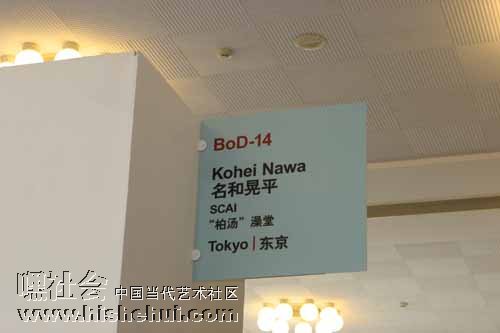 BoD-14
Kohei Nawa
名和晃平
SCAI
"柏汤" 澡堂
Tokyo | 东京
嘿社会 中国当代艺术社区
www.hishehui.com